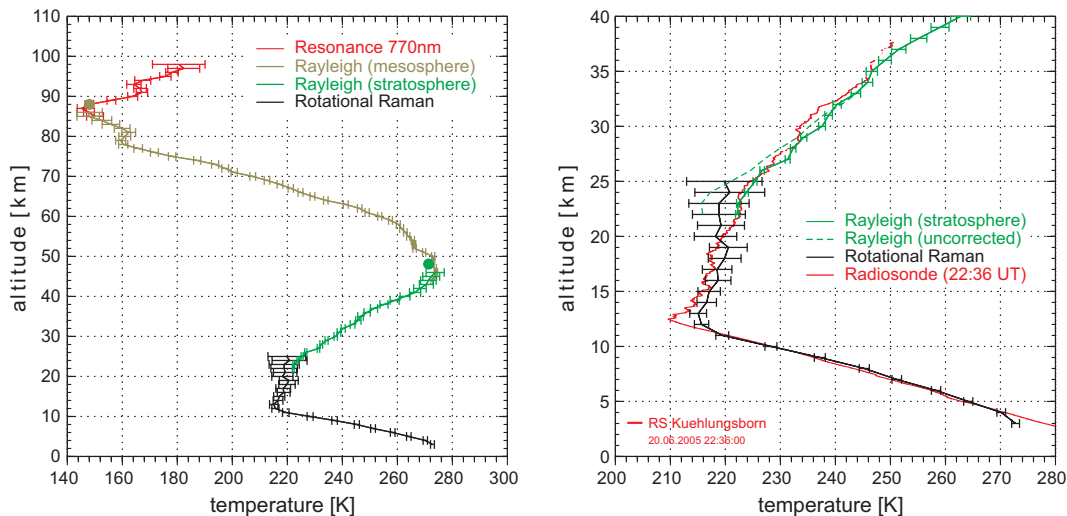 110
100
90
80
70
60
50
40
30
20
10
0
altitude [km]
140 160 180 200 220 240 260 280 300
temperature [K]
Resonance 770nm
Rayleigh (mesosphere)
Rayleigh (stratosphere)
Rotational Raman
40
35
30
25
20
15
10
5
0
altitude [km]
200 210 220 230 240 250 260 270 280
temperature [K]
Rayleigh (stratosphere)
Rayleigh (uncorrected)
Rotational Raman
Radiosonde (22:36 UT)
RS Kuehlungsborn
20.06.2005 22:36:00